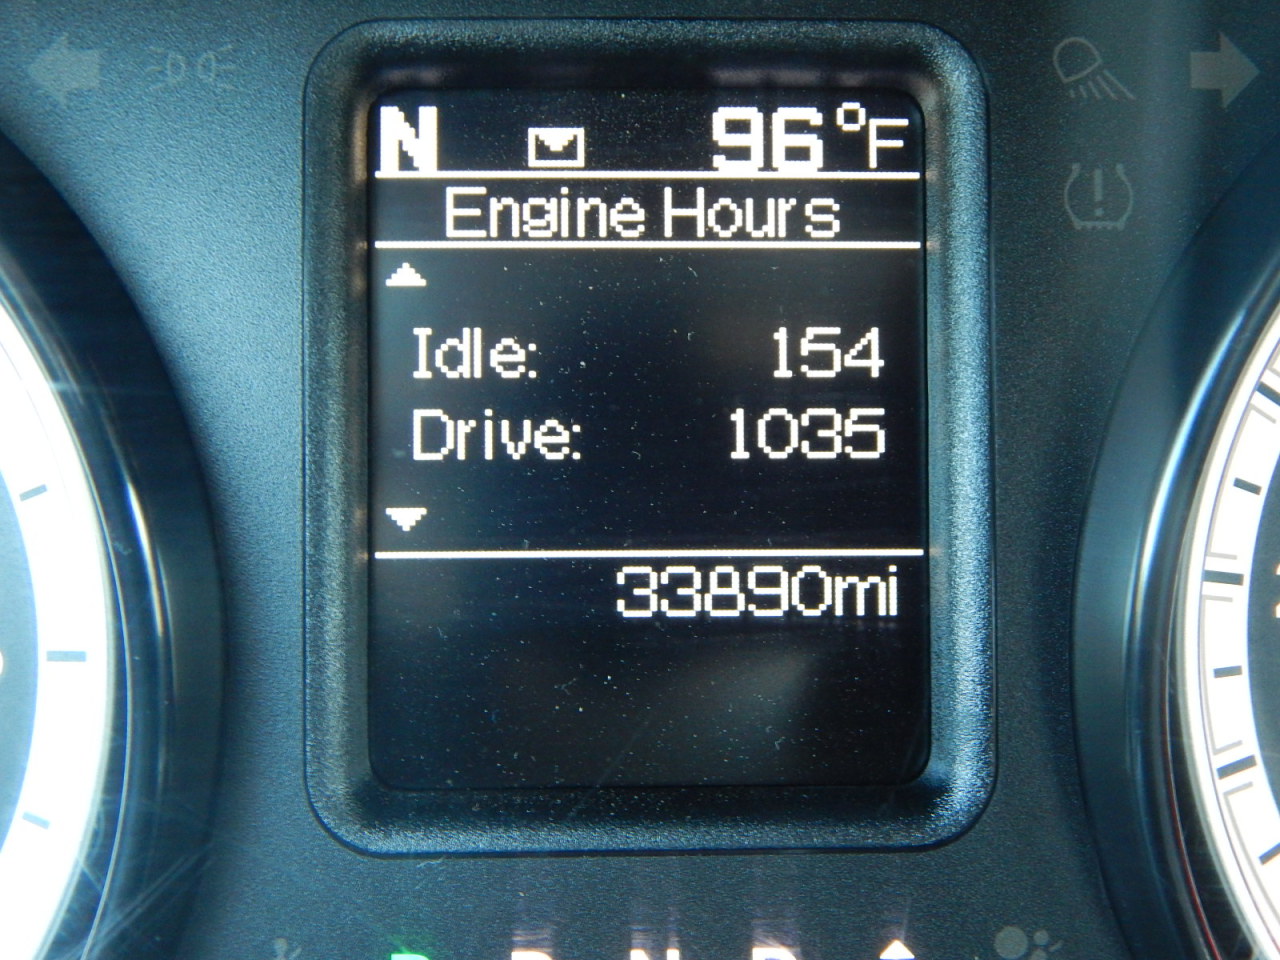 N 96°F
Engine Hours
Idle: 154
Drive: 1035
33890mi